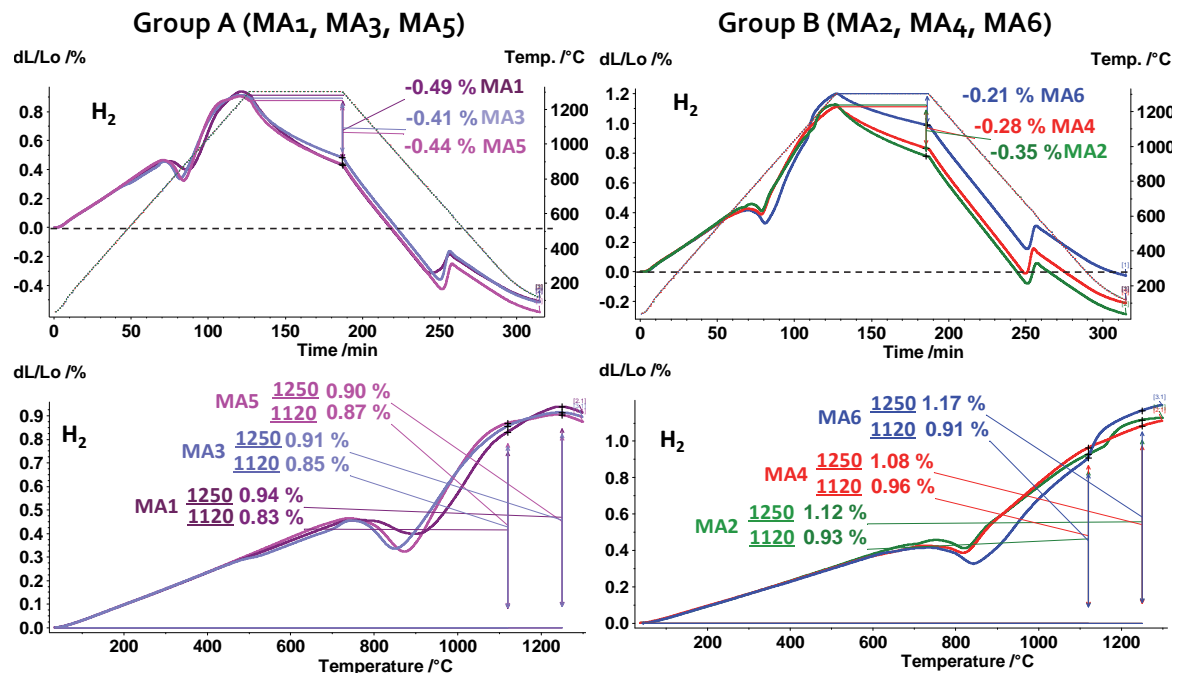 Group A (MA1, MA3, MA5)
Group B (MA2, MA4, MA6)
dL/Lo /%
Temp. /°C
H2
-0.49 % MA1
-0.41 % MA3
-0.44 % MA5
0.8
0.6
0.4
0.2
0.0
-0.2
-0.4
1200
1000
800
600
400
200
0
50
100
150
200
250
300
Time /min
dL/Lo /%
Temp. /°C
H2
-0.21 % MA6
-0.28 % MA4
-0.35 % MA2
1.2
1.0
0.8
0.6
0.4
0.2
0.0
-0.2
1200
1000
800
600
400
200
0
50
100
150
200
250
300
Time /min
[1]
dL/Lo /%
H2
MA5
1250 0.90 %
1120 0.87 %
MA3
1250 0.91 %
1120 0.85 %
MA1
1250 0.94 %
1120 0.83 %
0.9
0.8
0.7
0.6
0.5
0.4
0.3
0.2
0.1
0.0
200
400
600
800
1000
1200
Temperature /°C
dL/Lo /%
H2
MA6
1250 1.17 %
1120 0.91 %
MA4
1250 1.08 %
1120 0.96 %
MA2
1250 1.12 %
1120 0.93 %
[3.1]
1.0
0.8
0.6
0.4
0.2
0.0
200
400
600
800
1000
1200
Temperature /°C